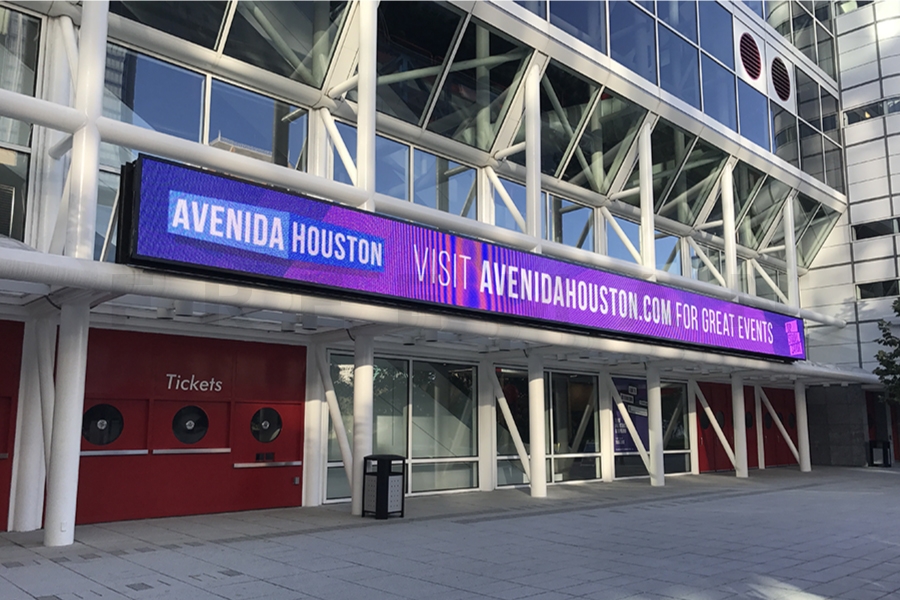 AVENIDA HOUSTON
VISIT AVENIDAHOUSTON.COM FOR GREAT EVENTS
Tickets